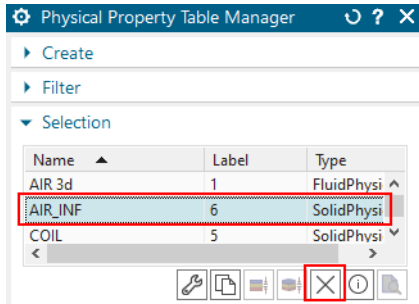 Physical Property Table Manager
Create
Filter
Selection
Name Label Type
AIR 3d 1 FluidPhysi
AIR_INF 6 SolidPhysi
COIL 5 SolidPhysi